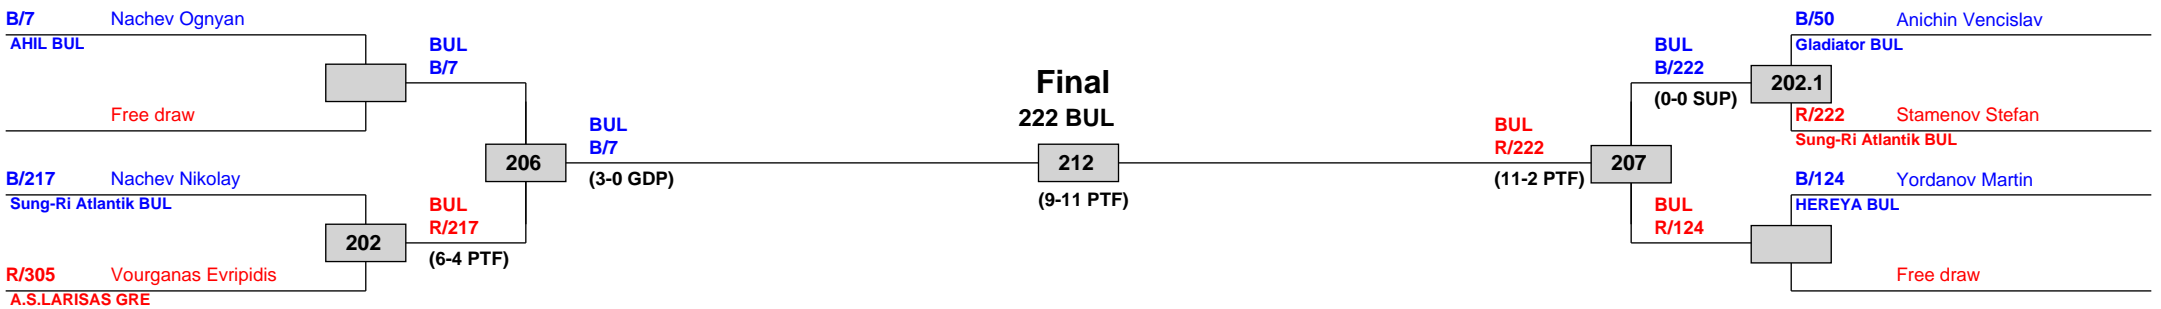 B/7 Nachev Ognyan
AHIL BUL
Free draw
B/217 Nachev Nikolay
Sung-Ri Atlantik BUL
202
R/305 Vourganas Evripidis
A.S.LARISAS GRE
BUL
B/7
BUL
R/217
(6-4 PTF)
206
BUL
B/7
(3-0 GDP)
Final
222 BUL
212
(9-11 PTF)
BUL
R/222
(11-2 PTF)
207
BUL
B/222
(0-0 SUP)
BUL
R/124
B/50 Anichin Vencislav
Gladiator BUL
202.1
R/222 Stamenov Stefan
Sung-Ri Atlantik BUL
B/124 Yordanov Martin
HEREYA BUL
Free draw